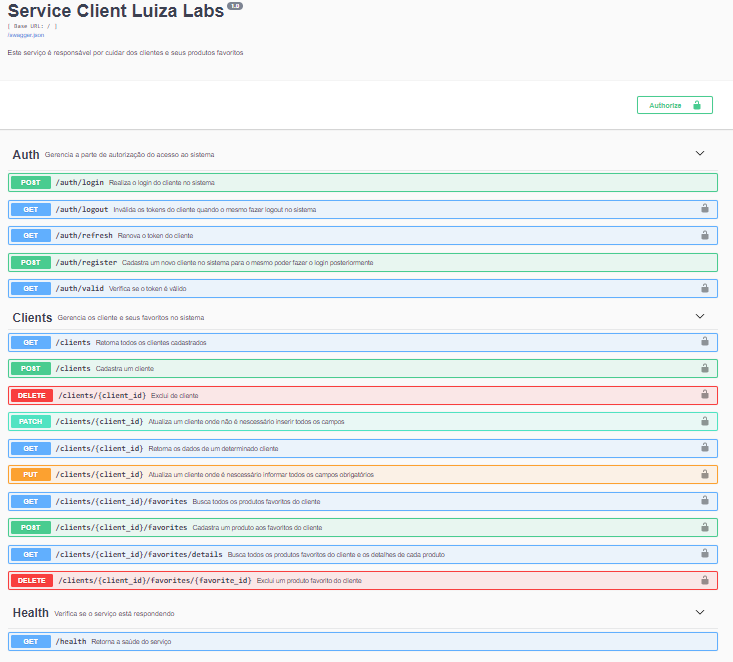 Service Client Luiza Labs 1.0
[ Base URL: / ]
/swagger.json
Este serviço é responsável por cuidar dos clientes e seus produtos favoritos
Authorize
Auth Gerencia a parte de autorização do acesso ao sistema
POST /auth/login Realiza o login do cliente no sistema
GET /auth/logout Inválida os tokens do cliente quando o mesmo fazer logout no sistema
GET /auth/refresh Renova o token do cliente
POST /auth/register Cadastra um novo cliente no sistema para o mesmo poder fazer o login posteriormente
GET /auth/valid Verifica se o token é válido
Clients Gerencia os cliente e seus favoritos no sistema
GET /clients Retorna todos os clientes cadastrados
POST /clients Cadastra um cliente
DELETE /clients/{client_id} Exclui de cliente
PATCH /clients/{client_id} Atualiza um cliente onde não é nescessário inserir todos os campos
GET /clients/{client_id} Retorna os dados de um determinado cliente
PUT /clients/{client_id} Atualiza um cliente onde é nescessário informar todos os campos obrigatórios
GET /clients/{client_id}/favorites Busca todos os produtos favoritos do cliente
POST /clients/{client_id}/favorites Cadastra um produto aos favoritos do cliente
GET /clients/{client_id}/favorites/details Busca todos os produtos favoritos do cliente e os detalhes de cada produto
DELETE /clients/{client_id}/favorites/{favorite_id} Exclui um produto favorito do cliente
Health Verifica se o serviço está respondendo
GET /health Retorna a saúde do serviço